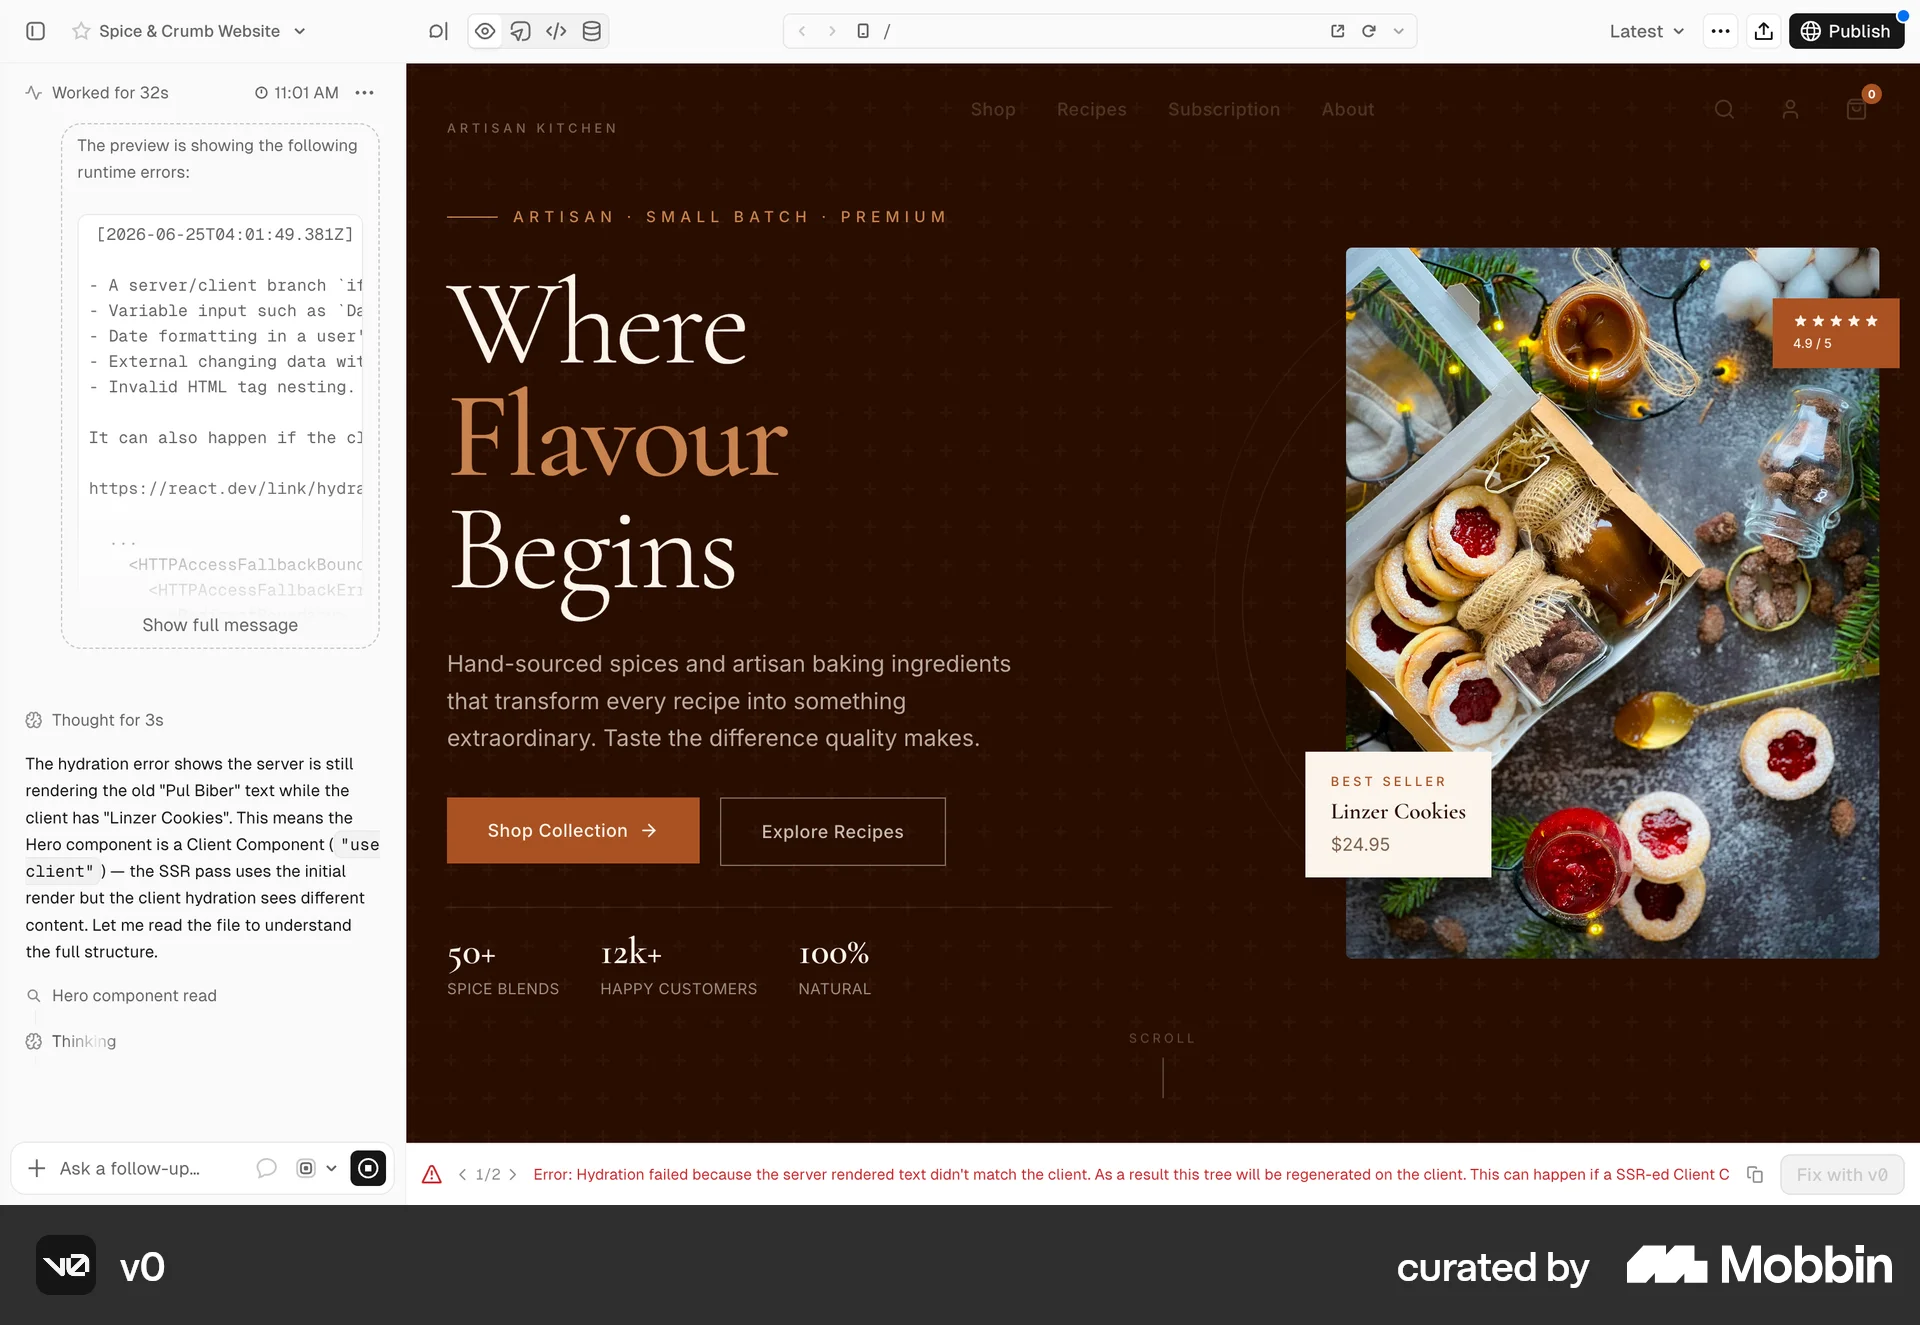 Spice & Crumb Website
/
Latest
Publish
Worked for 32s
11:01 AM
The preview is showing the following
runtime errors:
[2026-06-25T04:01:49.381Z]
- A server/client branch `if
- Variable input such as `Da
- Date formatting in a user'
- External changing data wit
- Invalid HTML tag nesting.
It can also happen if the cl
https://react.dev/link/hydra
...
<HTTPAccessFallbackBound
<HTTPAccessFallbackErr
Show full message
Thought for 3s
The hydration error shows the server is still
rendering the old "Pul Biber" text while the
client has "Linzer Cookies". This means the
Hero component is a Client Component ( "use
client" ) — the SSR pass uses the initial
render but the client hydration sees different
content. Let me read the file to understand
the full structure.
Hero component read
Thinking
Ask a follow-up...
ARTISAN KITCHEN
Shop
Recipes
Subscription
About
0
ARTISAN · SMALL BATCH · PREMIUM
Where
Flavour
Begins
Hand-sourced spices and artisan baking ingredients
that transform every recipe into something
extraordinary. Taste the difference quality makes.
Shop Collection →
Explore Recipes
50+
SPICE BLENDS
12k+
HAPPY CUSTOMERS
100%
NATURAL
★★★★★
4.9 / 5
BEST SELLER
Linzer Cookies
$24.95
SCROLL
1/2
Error: Hydration failed because the server rendered text didn't match the client. As a result this tree will be regenerated on the client. This can happen if a SSR-ed Client C
Fix with v0
v0
v0
curated by
Mobbin